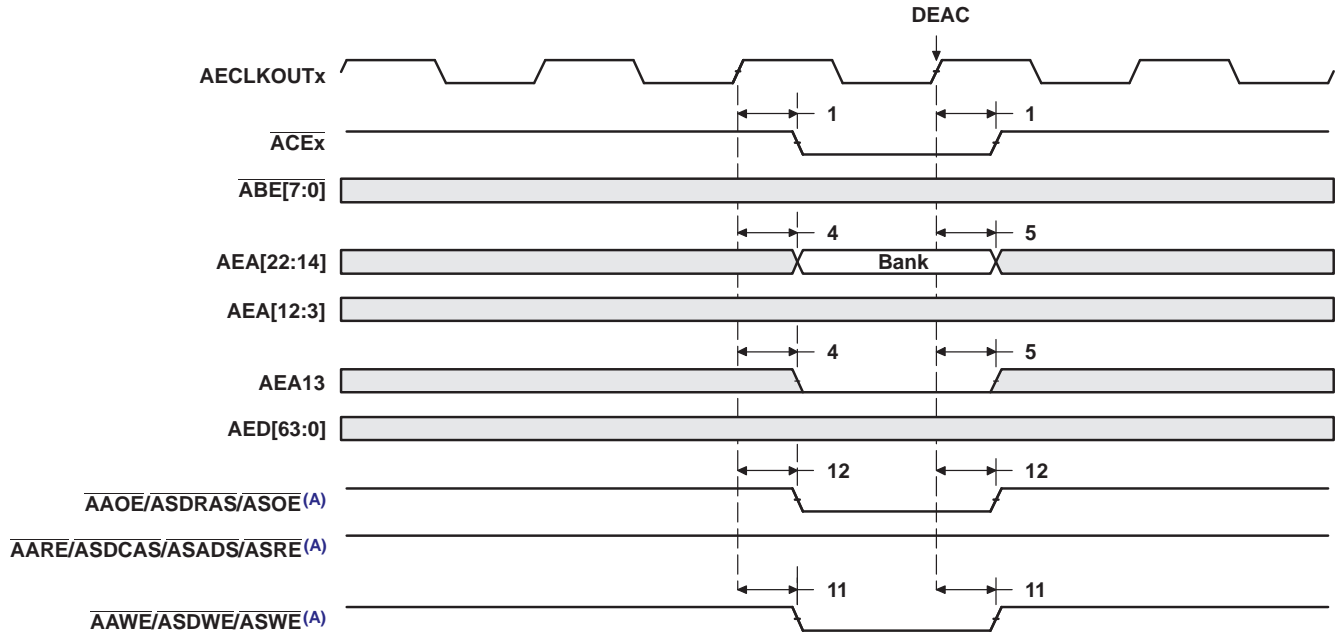 DEAC
AECLKOUTx
1 1
ACEx
ABE[7:0]
4 5
AEA[22:14] Bank
AEA[12:3]
4 5
AEA13
AED[63:0]
12 12
AAOE/ASDRAS/ASOE(A)
AARE/ASDCAS/ASADS/ASRE(A)
11 11
AAWE/ASDWE/ASWE(A)